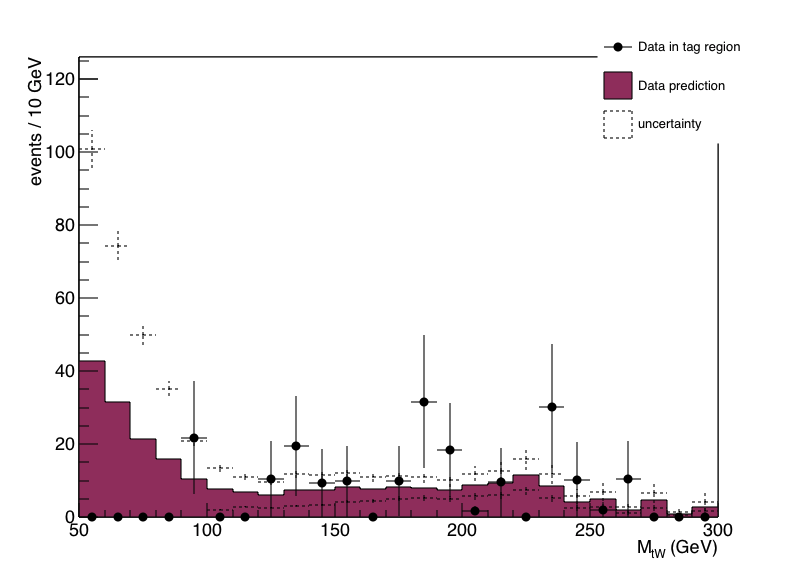 Data in tag region
Data prediction
uncertainty
events / 10 GeV
120
100
80
60
40
20
0
50 100 150 200 250 300
M_tW (GeV)